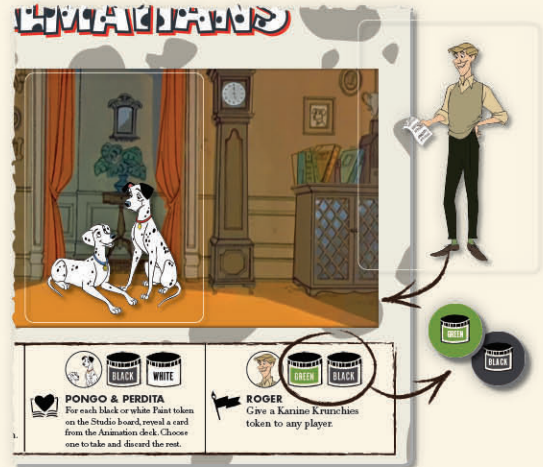 LMATIANS
BLACK
WHITE
PONGO & PERDITA
For each black or white Paint token
on the Studio board, reveal a card
from the Animation deck. Choose
one to take and discard the rest.
GREEN
BLACK
ROGER
Give a Kanine Krunchies
token to any player.
GREEN
BLACK